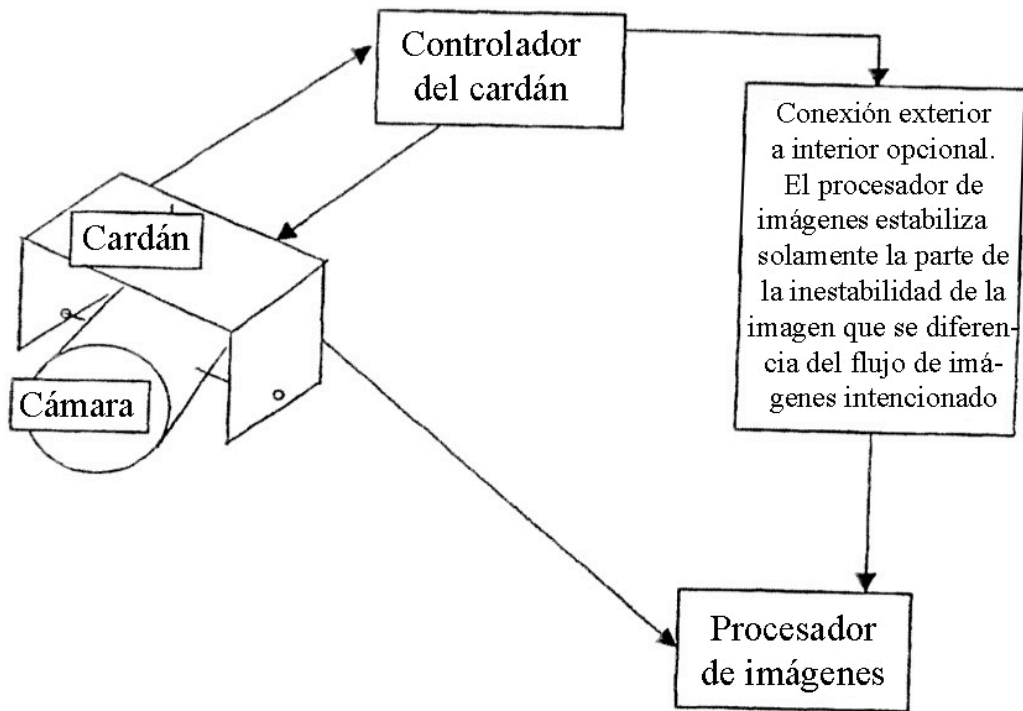 Controlador
del cardán
Conexión exterior
a interior opcional.
El procesador de
imágenes estabiliza
solamente la parte de
la inestabilidad de la
imagen que se diferen-
cia del flujo de imá-
genes intencionado
Cardán
Cámara
Procesador
de imágenes